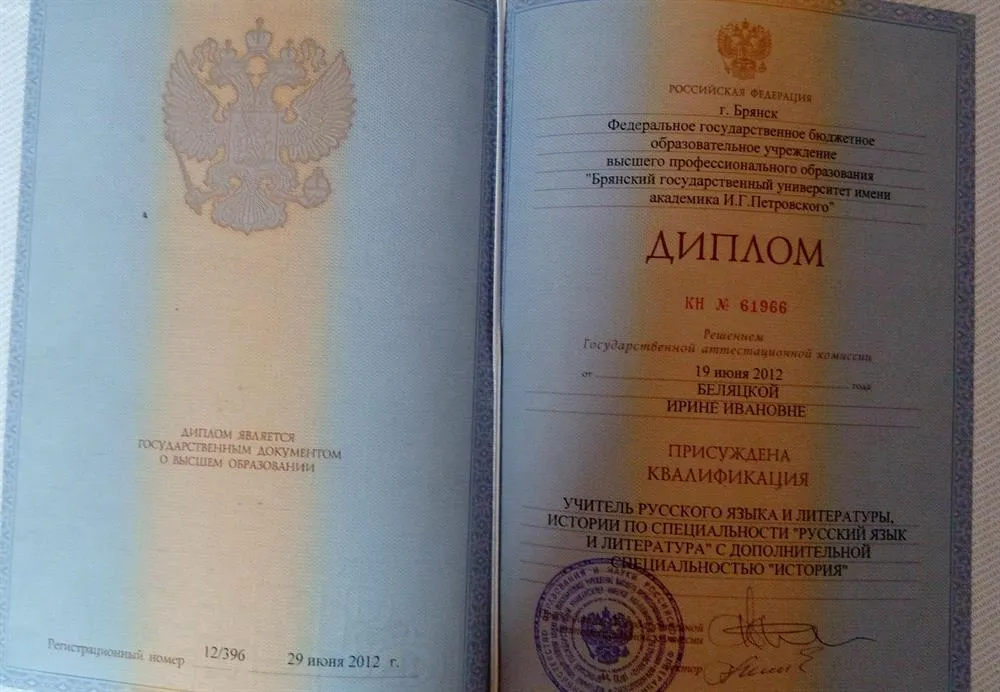 ДИПЛОМ ЯВЛЯЕТСЯ
ГОСУДАРСТВЕННЫМ ДОКУМЕНТОМ
О ВЫСШЕМ ОБРАЗОВАНИИ
Регистрационный номер 12/396 29 июня 2012 г.
РОССИЙСКАЯ ФЕДЕРАЦИЯ
г. Брянск
Федеральное государственное бюджетное
образовательное учреждение
высшего профессионального образования
"Брянский государственный университет имени
академика И.Г.Петровского"
ДИПЛОМ
КН № 61966
Решением
Государственной аттестационной комиссии
от 19 июня 2012 года
БЕЛЯЦКОЙ
ИРИНЕ ИВАНОВНЕ
ПРИСУЖДЕНА
КВАЛИФИКАЦИЯ
УЧИТЕЛЬ РУССКОГО ЯЗЫКА И ЛИТЕРАТУРЫ,
ИСТОРИИ ПО СПЕЦИАЛЬНОСТИ "РУССКИЙ ЯЗЫК
И ЛИТЕРАТУРА" С ДОПОЛНИТЕЛЬНОЙ
СПЕЦИАЛЬНОСТЬЮ "ИСТОРИЯ"